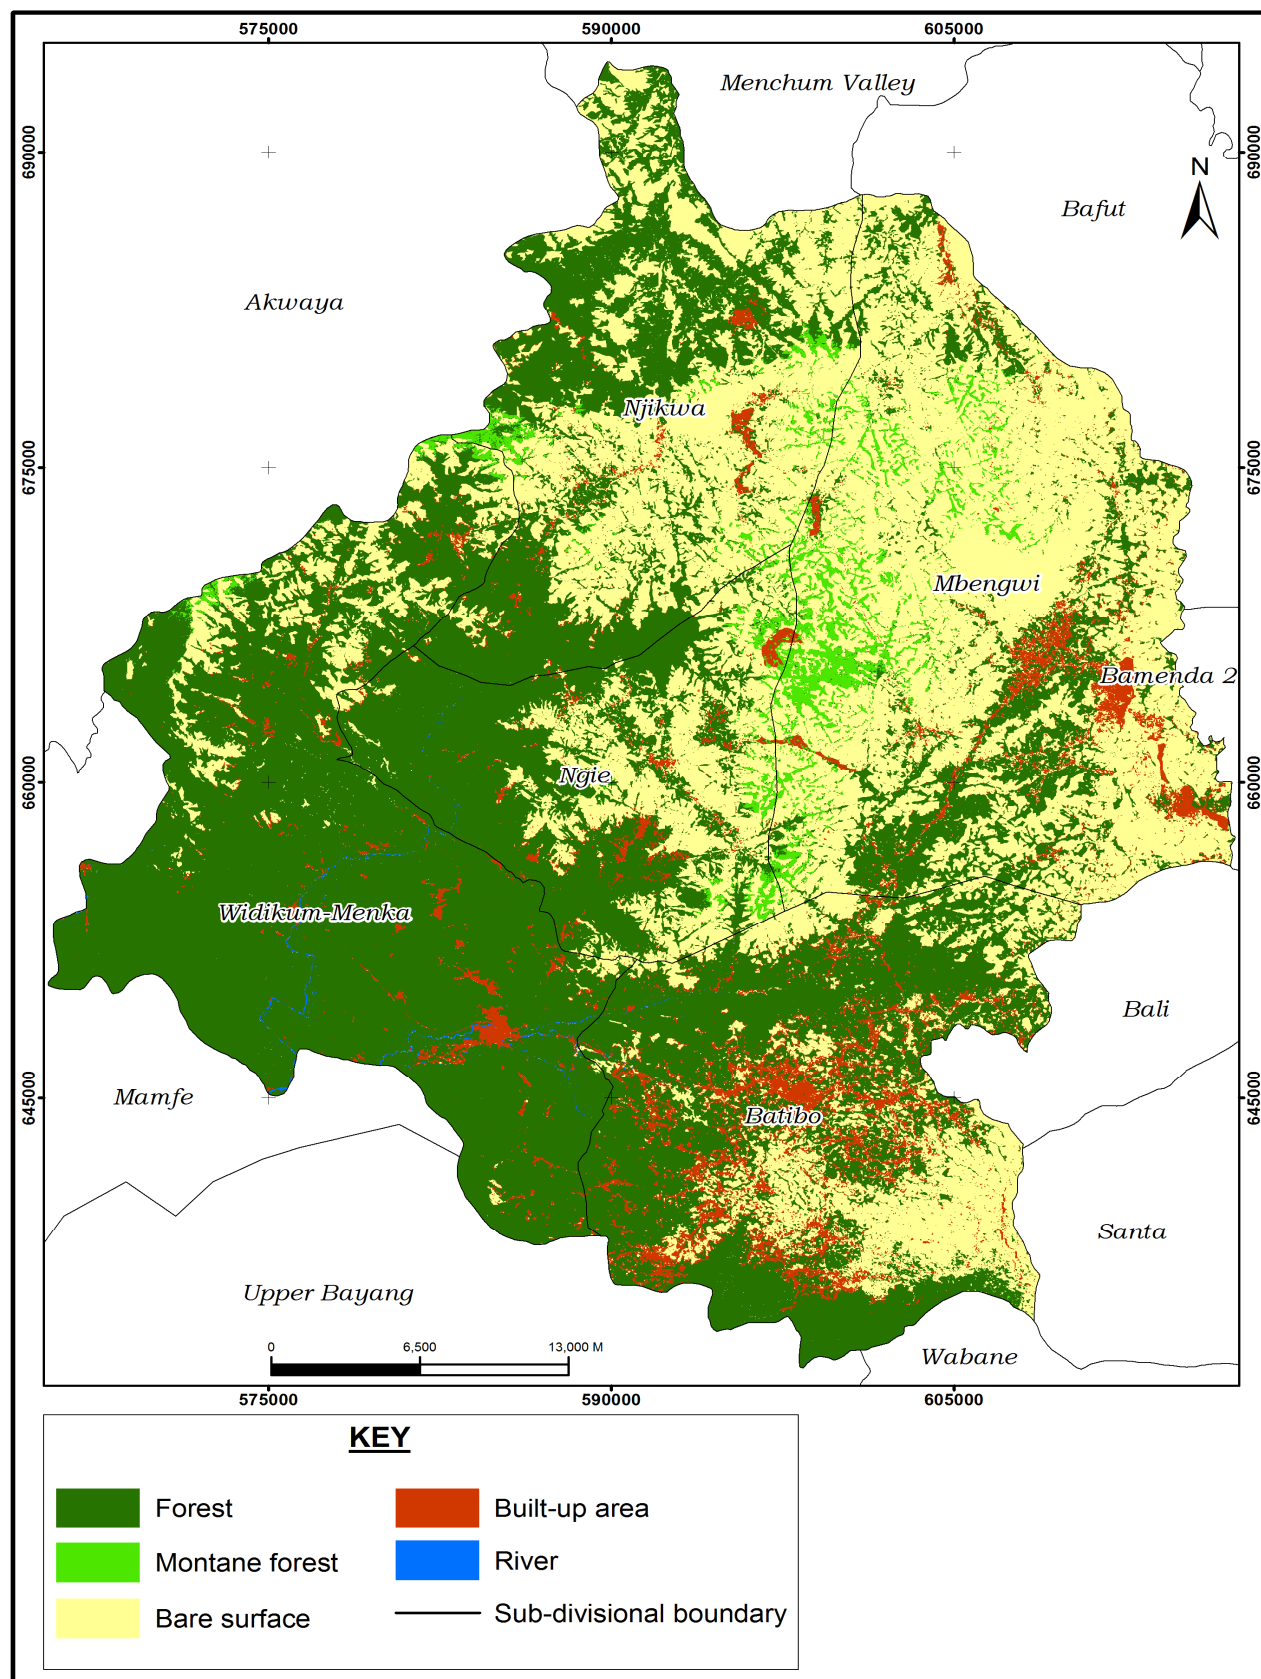 575000
590000
605000
Menchum Valley
690000
690000
N
Bafut
Akwaya
Njikwa
675000
675000
Mbengwi
Bamenda 2
Ngie
660000
660000
Widikum-Menka
Bali
Mamfe
645000
645000
Batibo
Santa
Upper Bayang
0 6,500 13,000 M
Wabane
575000
590000
605000
KEY
Forest
Built-up area
Montane forest
River
Bare surface
Sub-divisional boundary